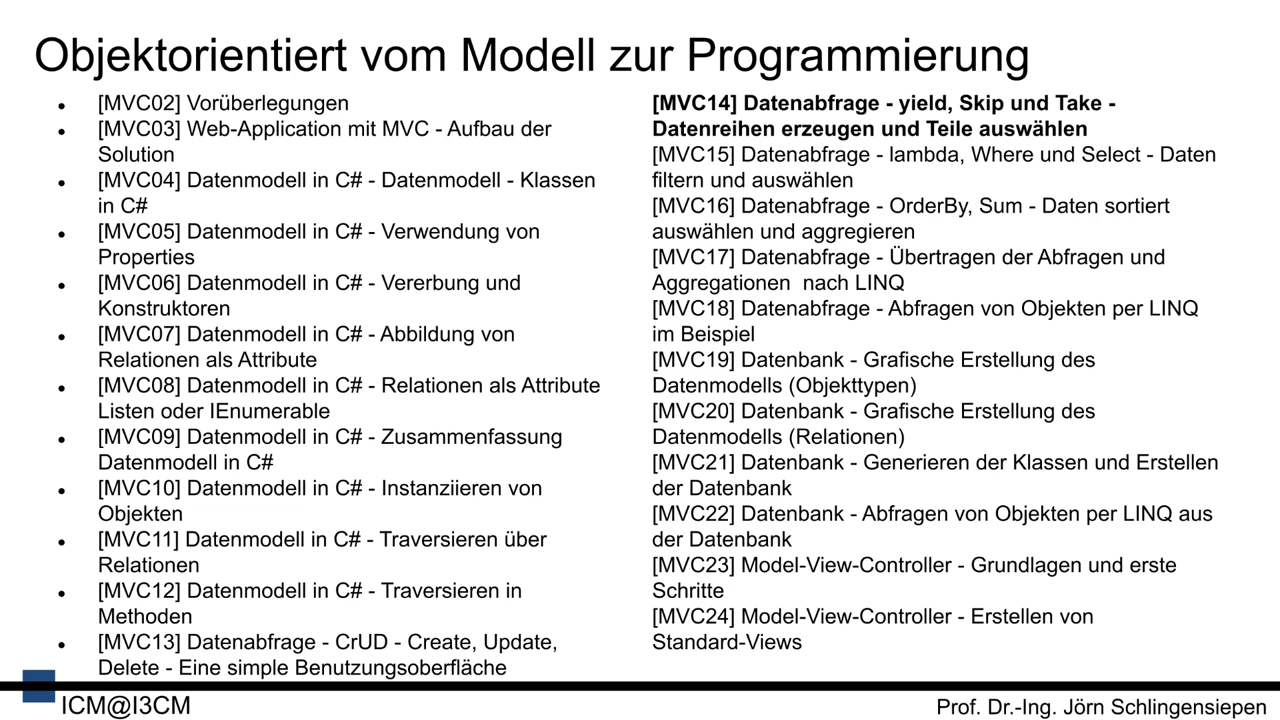 Objektorientiert vom Modell zur Programmierung
[MVC02] Vorüberlegungen
[MVC03] Web-Application mit MVC - Aufbau der
Solution
[MVC04] Datenmodell in C# - Datenmodell - Klassen
in C#
[MVC05] Datenmodell in C# - Verwendung von
Properties
[MVC06] Datenmodell in C# - Vererbung und
Konstruktoren
[MVC07] Datenmodell in C# - Abbildung von
Relationen als Attribute
[MVC08] Datenmodell in C# - Relationen als Attribute
Listen oder IEnumerable
[MVC09] Datenmodell in C# - Zusammenfassung
Datenmodell in C#
[MVC10] Datenmodell in C# - Instanziieren von
Objekten
[MVC11] Datenmodell in C# - Traversieren über
Relationen
[MVC12] Datenmodell in C# - Traversieren in
Methoden
[MVC13] Datenabfrage - CrUD - Create, Update,
Delete - Eine simple Benutzungsoberfläche
[MVC14] Datenabfrage - yield, Skip und Take -
Datenreihen erzeugen und Teile auswählen
[MVC15] Datenabfrage - lambda, Where und Select - Daten
filtern und auswählen
[MVC16] Datenabfrage - OrderBy, Sum - Daten sortiert
auswählen und aggregieren
[MVC17] Datenabfrage - Übertragen der Abfragen und
Aggregationen  nach LINQ
[MVC18] Datenabfrage - Abfragen von Objekten per LINQ
im Beispiel
[MVC19] Datenbank - Grafische Erstellung des
Datenmodells (Objekttypen)
[MVC20] Datenbank - Grafische Erstellung des
Datenmodells (Relationen)
[MVC21] Datenbank - Generieren der Klassen und Erstellen
der Datenbank
[MVC22] Datenbank - Abfragen von Objekten per LINQ aus
der Datenbank
[MVC23] Model-View-Controller - Grundlagen und erste
Schritte
[MVC24] Model-View-Controller - Erstellen von
Standard-Views
ICM@I3CM
Prof. Dr.-Ing. Jörn Schlingensiepen